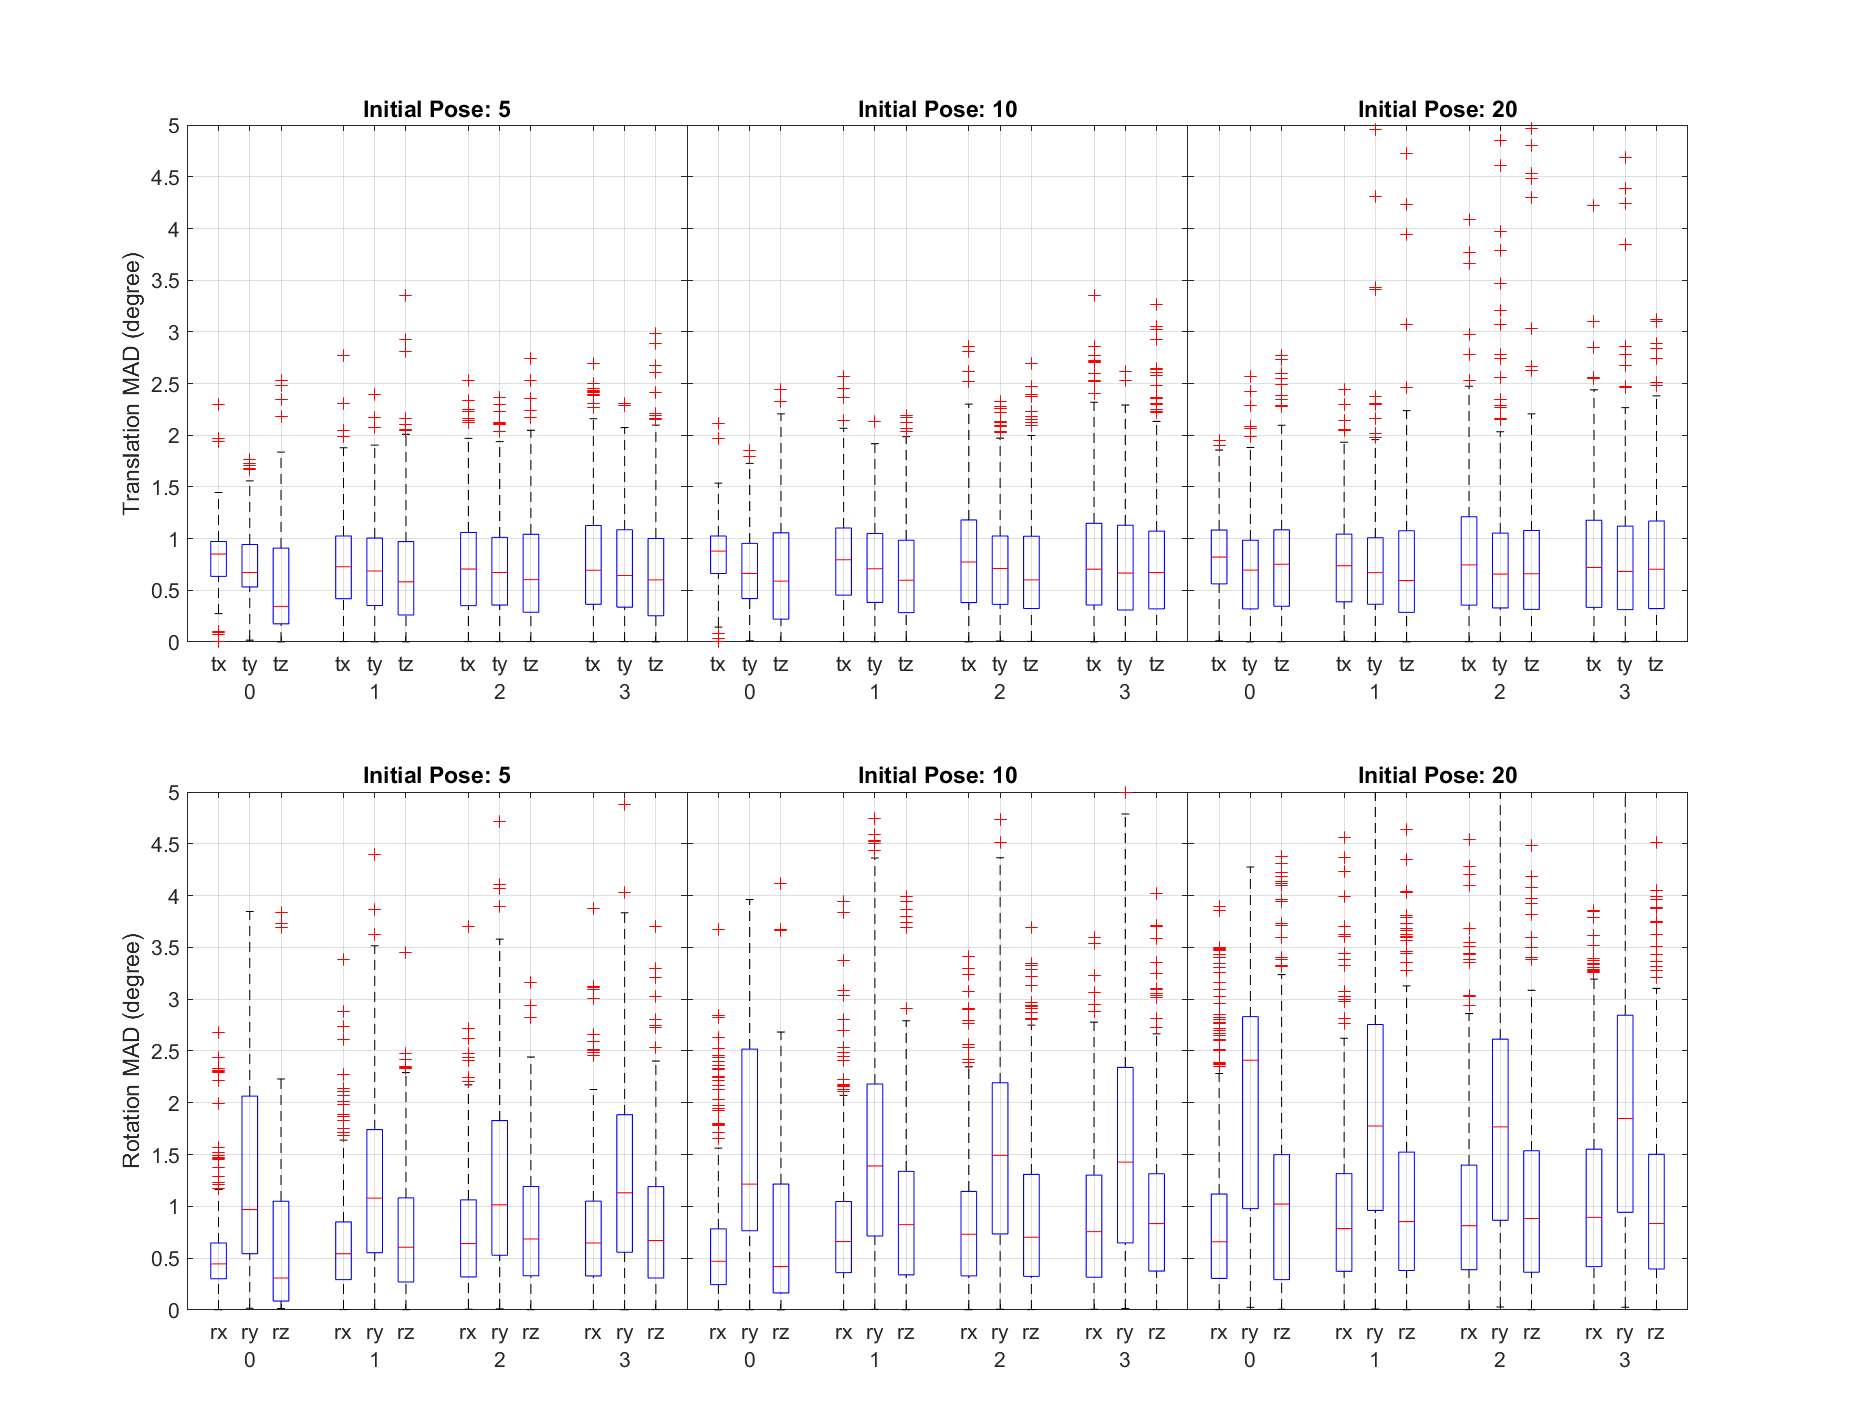 Initial Pose: 5 Initial Pose: 10 Initial Pose: 20
Translation MAD (degree)
5
4.5
4
3.5
3
2.5
2
1.5
1
0.5
0
tx ty tz tx ty tz tx ty tz tx ty tz tx ty tz tx ty tz tx ty tz tx ty tz tx ty tz tx ty tz tx ty tz tx ty tz
0 1 2 3 0 1 2 3 0 1 2 3
Initial Pose: 5 Initial Pose: 10 Initial Pose: 20
Rotation MAD (degree)
5
4.5
4
3.5
3
2.5
2
1.5
1
0.5
0
rx ry rz rx ry rz rx ry rz rx ry rz rx ry rz rx ry rz rx ry rz rx ry rz rx ry rz rx ry rz rx ry rz rx ry rz
0 1 2 3 0 1 2 3 0 1 2 3